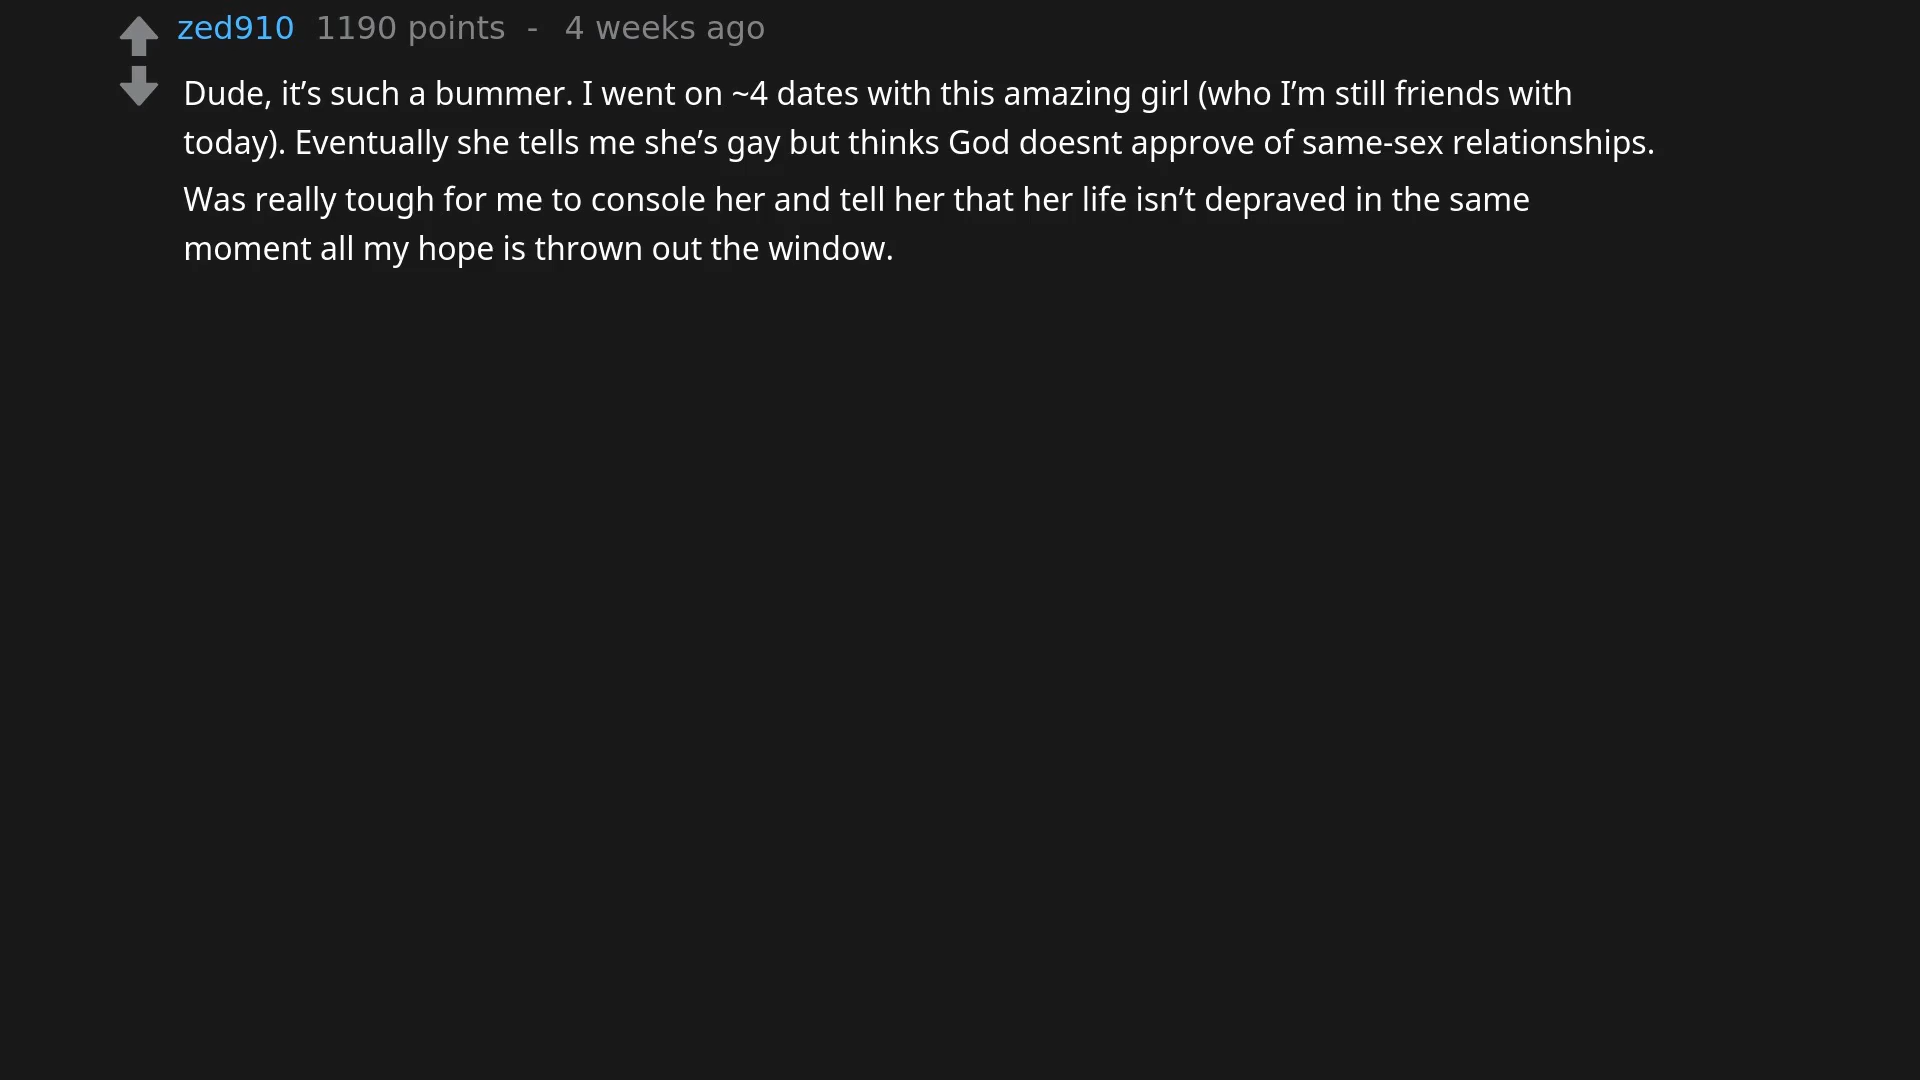 zed910 1190 points - 4 weeks ago
Dude, it’s such a bummer. I went on ~4 dates with this amazing girl (who I’m still friends with
today). Eventually she tells me she’s gay but thinks God doesnt approve of same-sex relationships.
Was really tough for me to console her and tell her that her life isn’t depraved in the same
moment all my hope is thrown out the window.